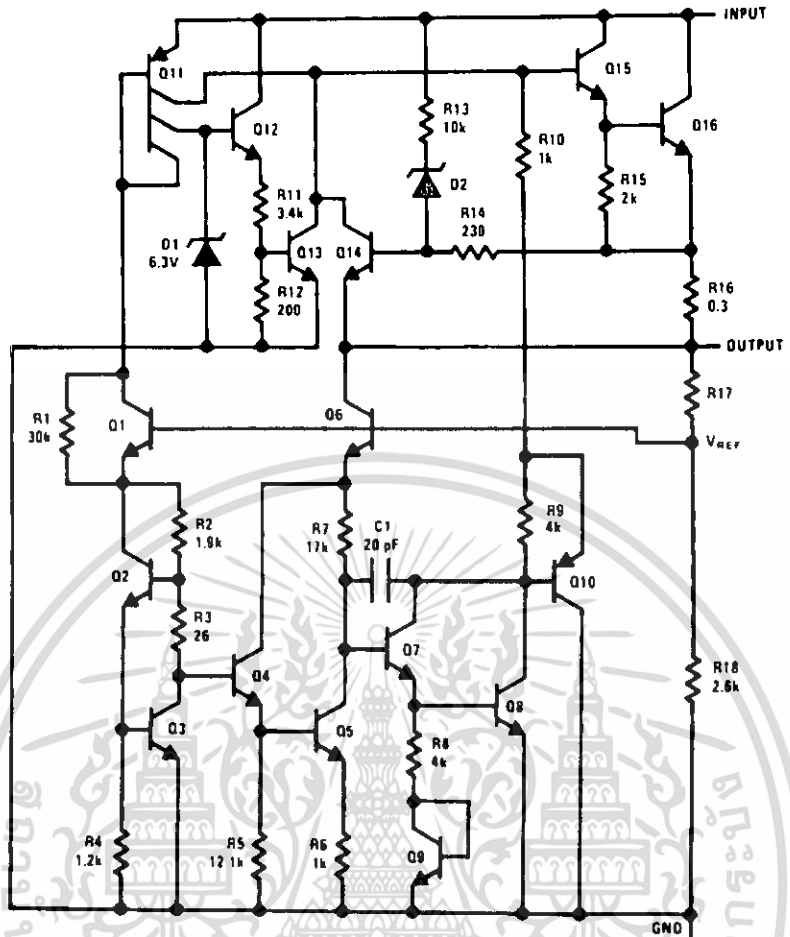 INPUT
Q11
Q15
Q12
R13
10k
Q16
R10
1k
D2
R11
3.4k
R15
2k
R14
230
D1
6.3V
Q13
Q14
R12
200
R16
0.3
OUTPUT
R17
R1
30k
Q1
Q6
VREF
R2
1.9k
R7
17k
C1
20 pF
R9
4k
Q2
Q10
R3
26
Q7
R18
2.6k
Q4
Q8
Q3
Q5
R8
4k
R4
1.2k
R5
12 1k
R6
1k
Q9
GND